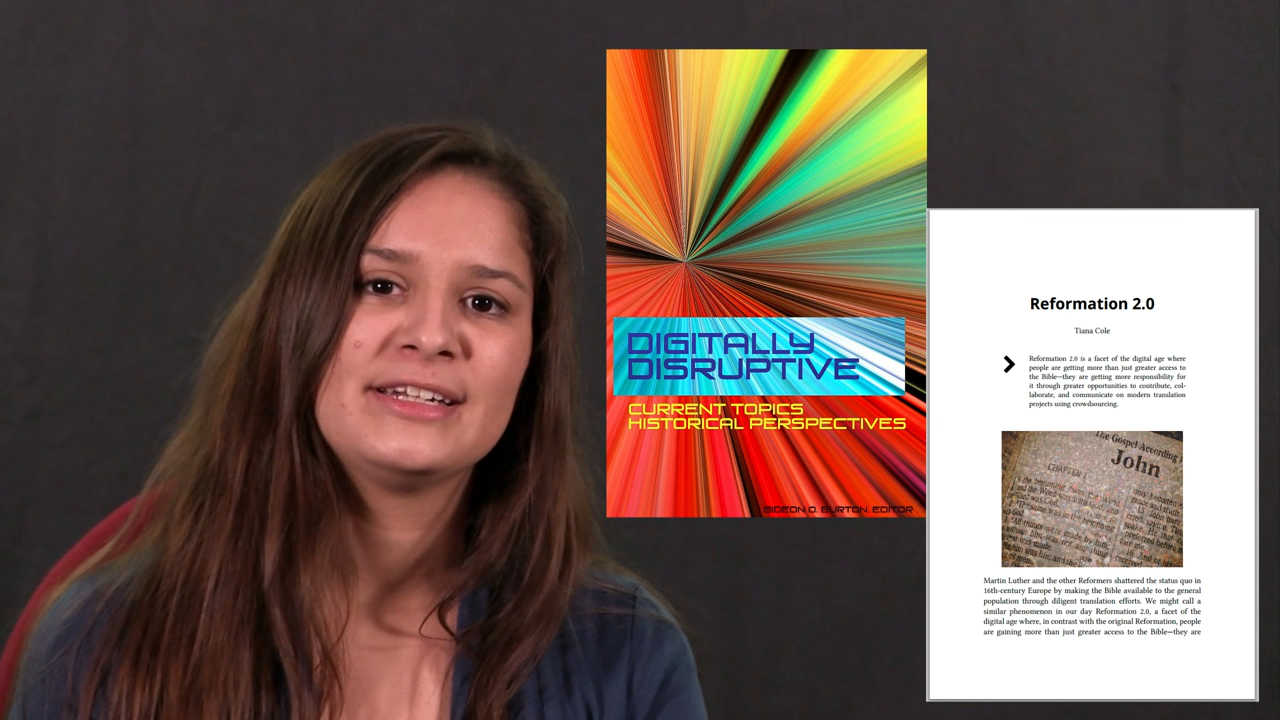 DIGITALLY
DISRUPTIVE
CURRENT TOPICS
HISTORICAL PERSPECTIVES
GIDEON O. BURTON, EDITOR
Reformation 2.0
Tiana Cole
Reformation 2.0 is a facet of the digital age where
people are getting more than just greater access to
the Bible—they are getting more responsibility for
it through greater opportunities to contribute, col-
laborate, and communicate on modern translation
projects using crowdsourcing.
The Gospel According
John
CHAPTER 1
Martin Luther and the other Reformers shattered the status quo in
16th-century Europe by making the Bible available to the general
population through diligent translation efforts. We might call a
similar phenomenon in our day Reformation 2.0, a facet of the
digital age where, in contrast with the original Reformation, people
are gaining more than just greater access to the Bible—they are